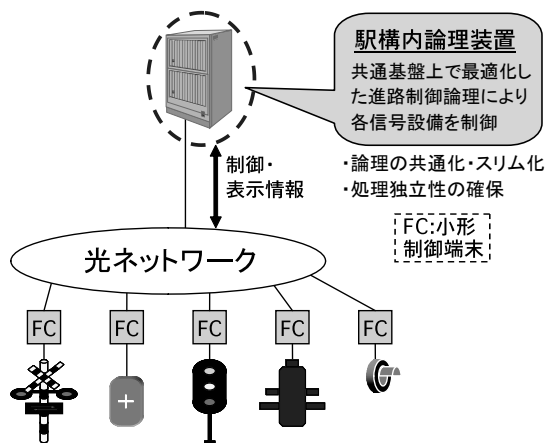 駅構内論理装置
共通基盤上で最適化し
た進路制御論理により
各信号設備を制御
制御・
表示情報
・論理の共通化・スリム化
・処理独立性の確保
FC:小形
制御端末
光ネットワーク
FC
FC
FC
FC
FC